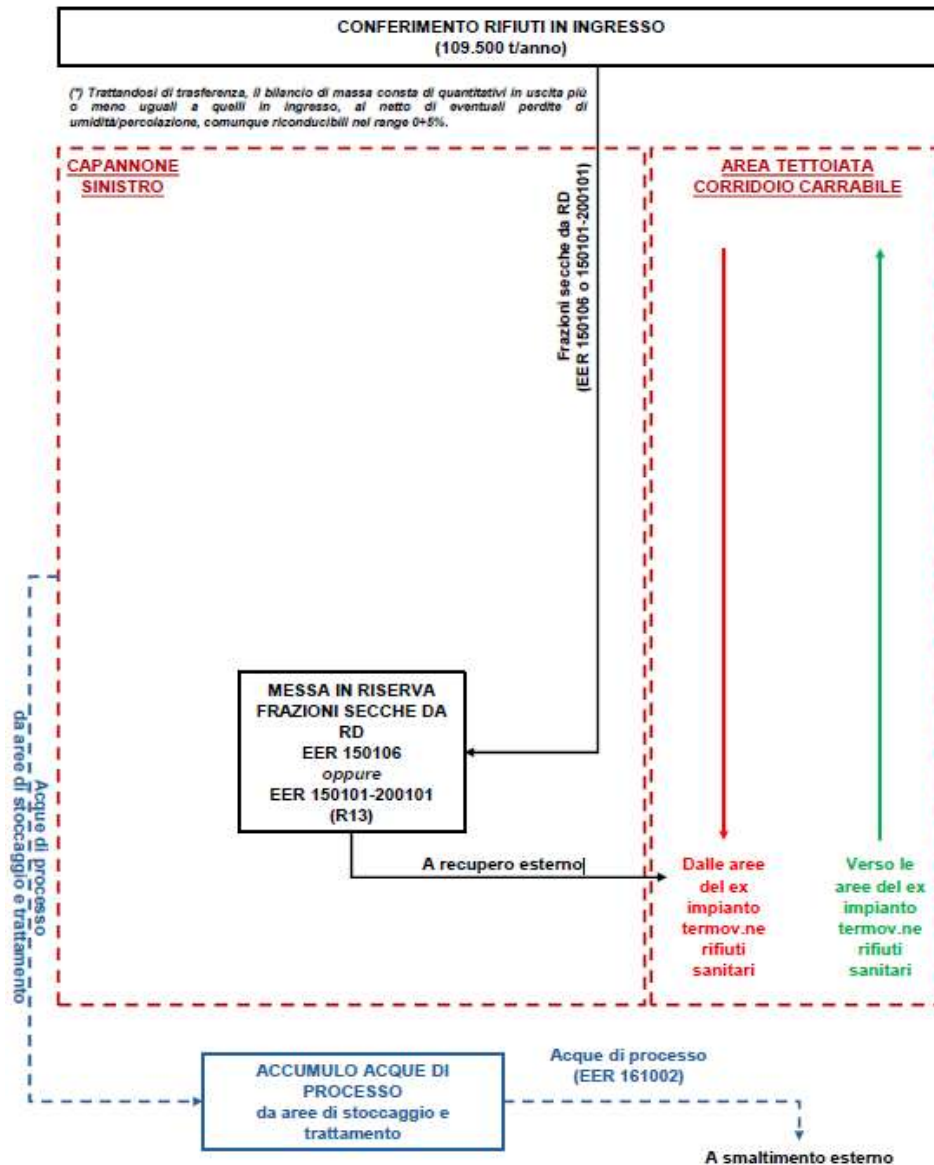 CONFERIMENTO RIFIUTI IN INGRESSO
(109.500 t/anno)
(*) Trattandosi di trasferenza, il bilancio di massa consta di quantitativi in uscita più
o meno uguali a quelli in ingresso, al netto di eventuali perdite di
umidità/percolazione, comunque riconducibili nel range 0÷5%.
CAPANNONE
SINISTRO
AREA TETTOIATA
CORRIDOIO CARRABILE
Frazioni secche da RD
(EER 150106 o 150101-200101)
MESSA IN RISERVA
FRAZIONI SECCHE DA
RD
EER 150106
oppure
EER 150101-200101
(R13)
A recupero esterno
Dalle aree
del ex
impianto
termov.ne
rifiuti
sanitari
Verso le
aree del ex
impianto
termov.ne
rifiuti
sanitari
Acque di processo
da aree di stoccaggio e trattamento
ACCUMULO ACQUE DI
PROCESSO
da aree di stoccaggio e
trattamento
Acque di processo
(EER 161002)
A smaltimento esterno